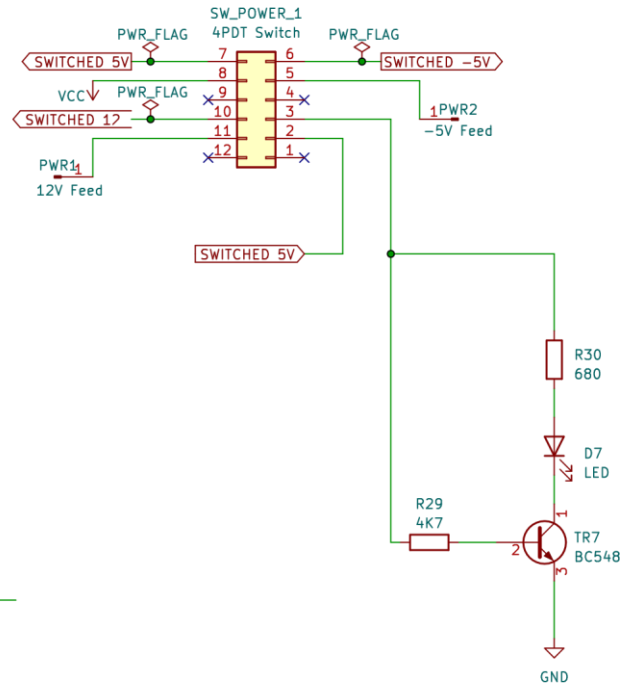 SW_POWER_1
4PDT Switch
PWR_FLAG
PWR_FLAG
SWITCHED 5V
7
6
SWITCHED -5V
8
5
VCC
PWR_FLAG
9
4
1
PWR2
-5V Feed
SWITCHED 12
10
3
11
2
PWR1
1
12
1
12V Feed
SWITCHED 5V
R30
680
D7
LED
R29
4K7
1
2
TR7
BC548
3
GND